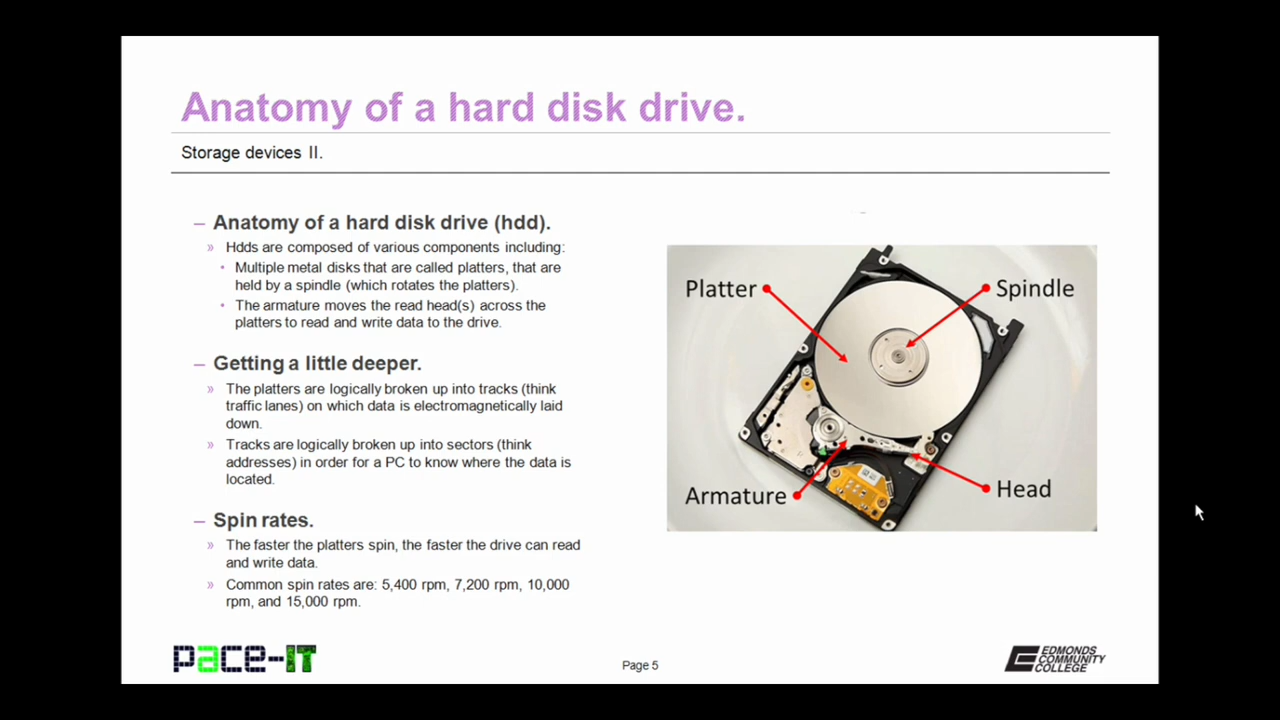 Anatomy of a hard disk drive.
Storage devices II.
– Anatomy of a hard disk drive (hdd).
» Hdds are composed of various components including:
• Multiple metal disks that are called platters, that are
held by a spindle (which rotates the platters).
• The armature moves the read head(s) across the
platters to read and write data to the drive.
– Getting a little deeper.
» The platters are logically broken up into tracks (think
traffic lanes) on which data is electromagnetically laid
down.
» Tracks are logically broken up into sectors (think
addresses) in order for a PC to know where the data is
located.
– Spin rates.
» The faster the platters spin, the faster the drive can read
and write data.
» Common spin rates are: 5,400 rpm, 7,200 rpm, 10,000
rpm, and 15,000 rpm.
Platter
Spindle
Armature
Head
pace-IT
Page 5
EDMONDS
COMMUNITY
COLLEGE